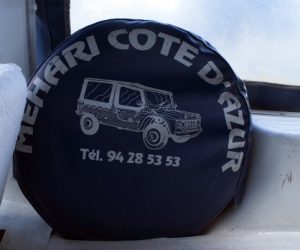 MEHARI COTE D'AZUR
Tél. 94 28 53 53